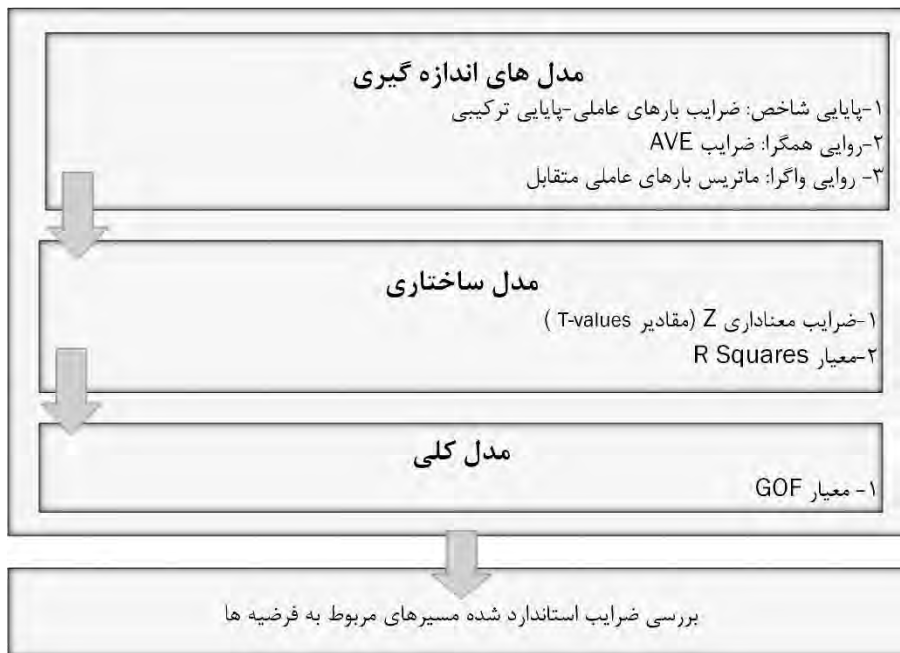 مدل های اندازه گیری
۱-پایایی شاخص: ضرایب بارهای عاملی-پایایی ترکیبی
۲-روایی همگرا: ضرایب AVE
۳- روایی واگرا: ماتریس بارهای عاملی متقابل
مدل ساختاری
۱-ضرایب معناداری Z (مقادیر T-values )
۲-معیار R Squares
مدل کلی
۱- معیار GOF
بررسی ضرایب استاندارد شده مسیرهای مربوط به فرضیه ها